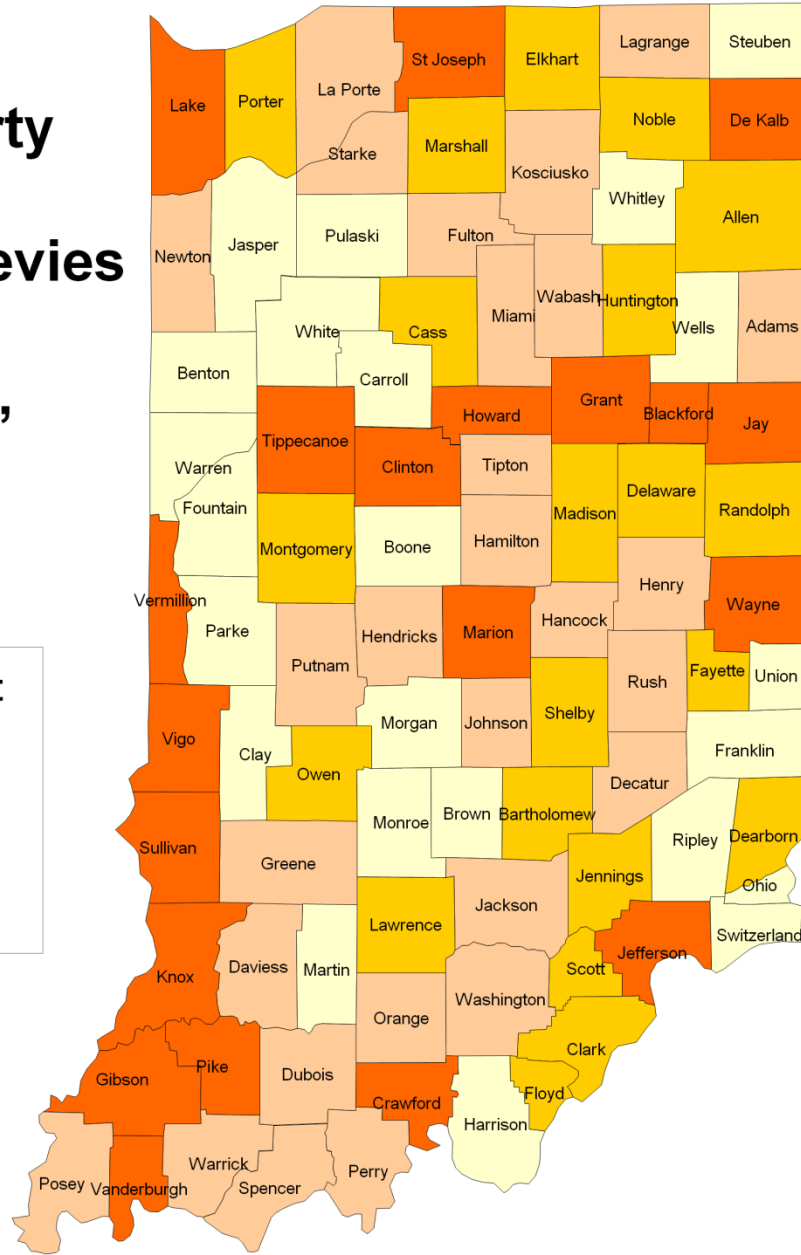 rty
evies
,
t
St Joseph
Elkhart
Lagrange
Steuben
Lake
Porter
La Porte
Noble
De Kalb
Starke
Marshall
Kosciusko
Whitley
Allen
Newton
Jasper
Pulaski
Fulton
Miami
Wabash
Huntington
Wells
Adams
White
Cass
Benton
Carroll
Howard
Grant
Blackford
Jay
Tippecanoe
Clinton
Tipton
Warren
Fountain
Montgomery
Boone
Hamilton
Madison
Delaware
Randolph
Vermillion
Parke
Putnam
Hendricks
Marion
Hancock
Henry
Wayne
Rush
Fayette
Union
Vigo
Clay
Owen
Morgan
Johnson
Shelby
Franklin
Decatur
Sullivan
Greene
Monroe
Brown
Bartholomew
Ripley
Dearborn
Ohio
Jennings
Lawrence
Jackson
Jefferson
Switzerland
Knox
Daviess
Martin
Scott
Orange
Washington
Clark
Gibson
Pike
Dubois
Crawford
Floyd
Harrison
Posey
Vanderburgh
Warrick
Spencer
Perry